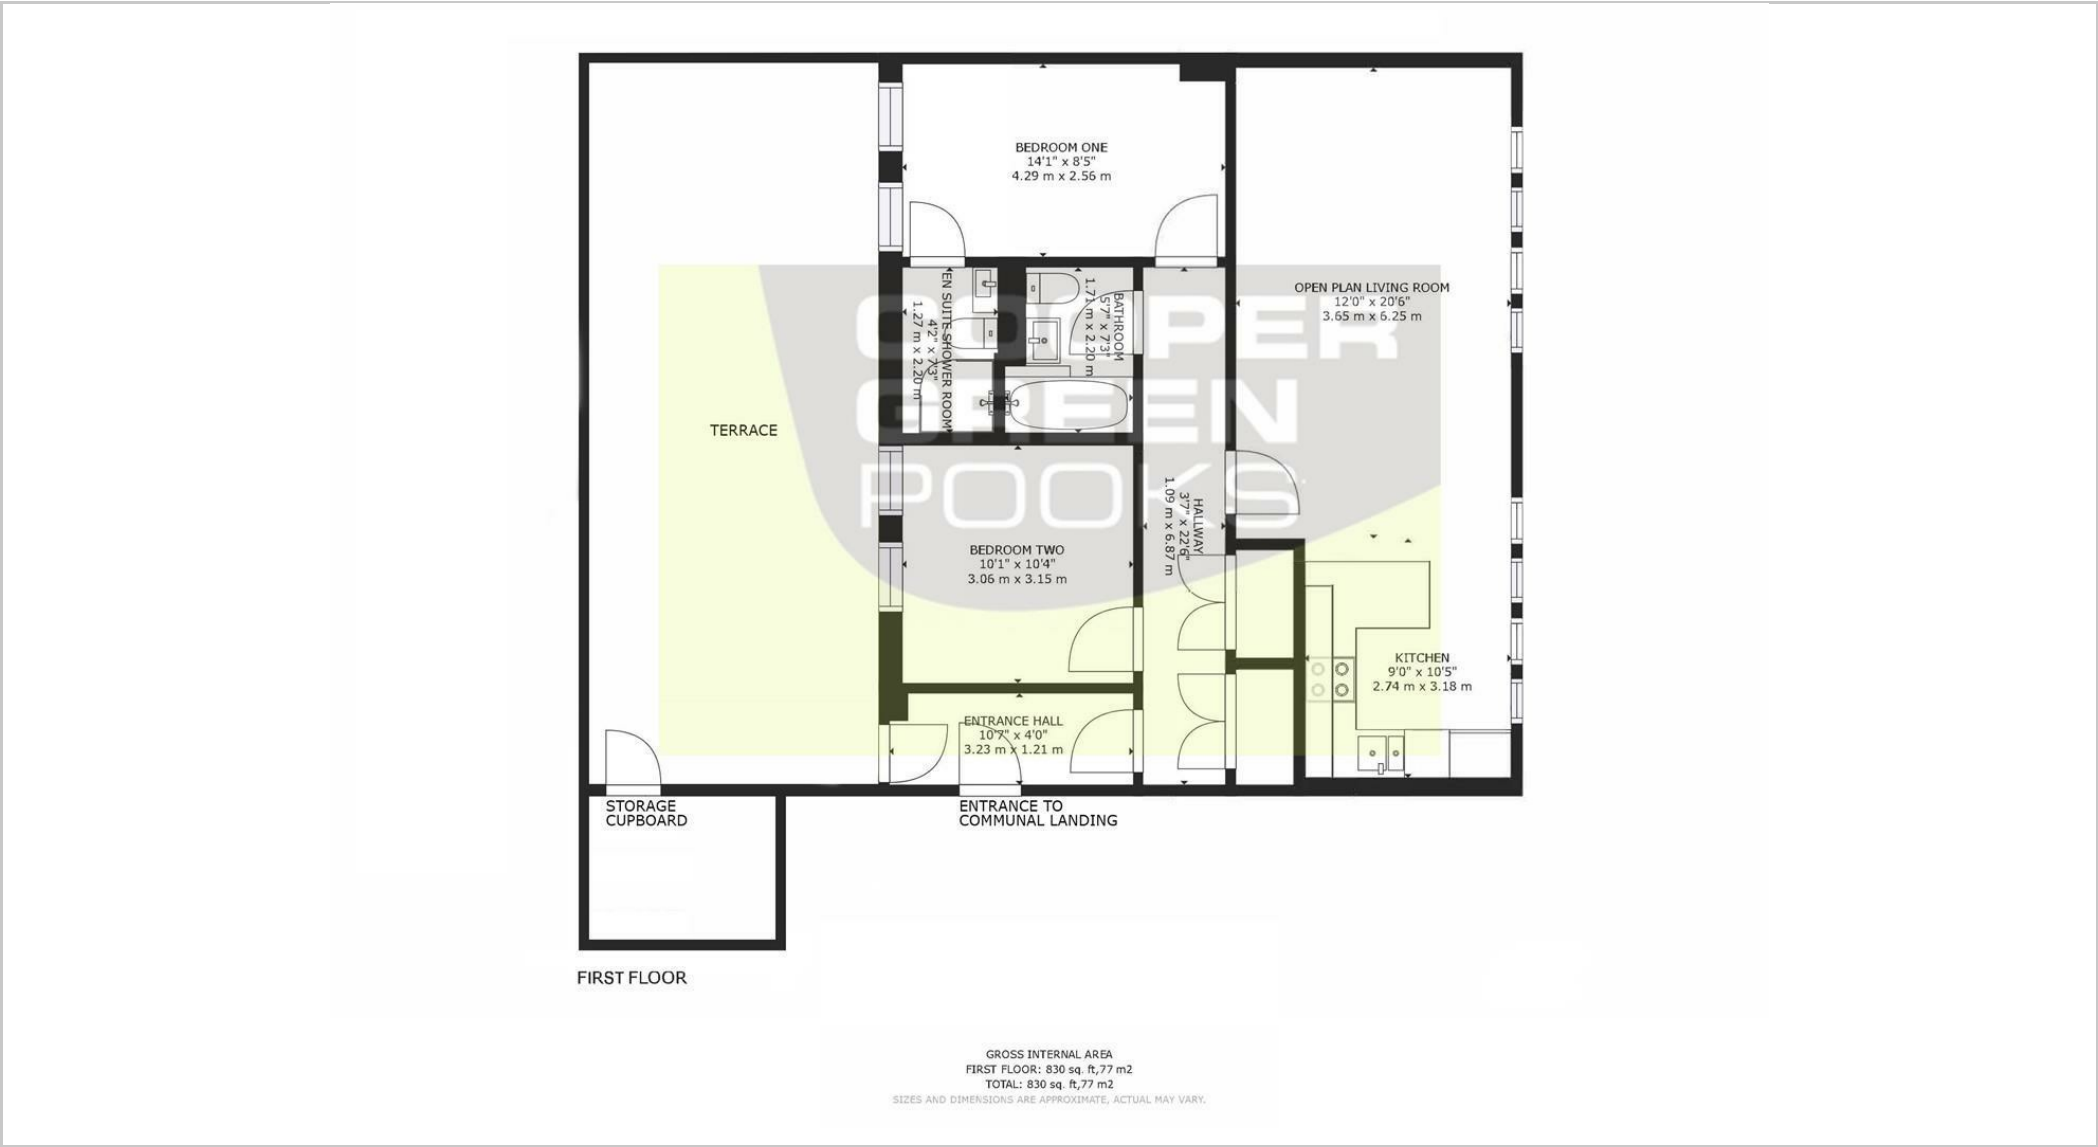 BEDROOM ONE
14'1" x 8'5"
4.29 m x 2.56 m
OPEN PLAN LIVING ROOM
12'0" x 20'6"
3.65 m x 6.25 m
EN SUITE SHOWER ROOM
4'2" x 7'3"
1.27 m x 2.20 m
BATHROOM
5'7" x 7'3"
1.71 m x 2.20 m
COOPER
GREEN
POOKS
TERRACE
HALLWAY
3'7" x 22'6"
1.09 m x 6.87 m
BEDROOM TWO
10'1" x 10'4"
3.06 m x 3.15 m
KITCHEN
9'0" x 10'5"
2.74 m x 3.18 m
ENTRANCE HALL
10'7" x 4'0"
3.23 m x 1.21 m
STORAGE
CUPBOARD
ENTRANCE TO
COMMUNAL LANDING
FIRST FLOOR
GROSS INTERNAL AREA
FIRST FLOOR: 830 sq. ft,77 m2
TOTAL: 830 sq. ft,77 m2
SIZES AND DIMENSIONS ARE APPROXIMATE, ACTUAL MAY VARY.